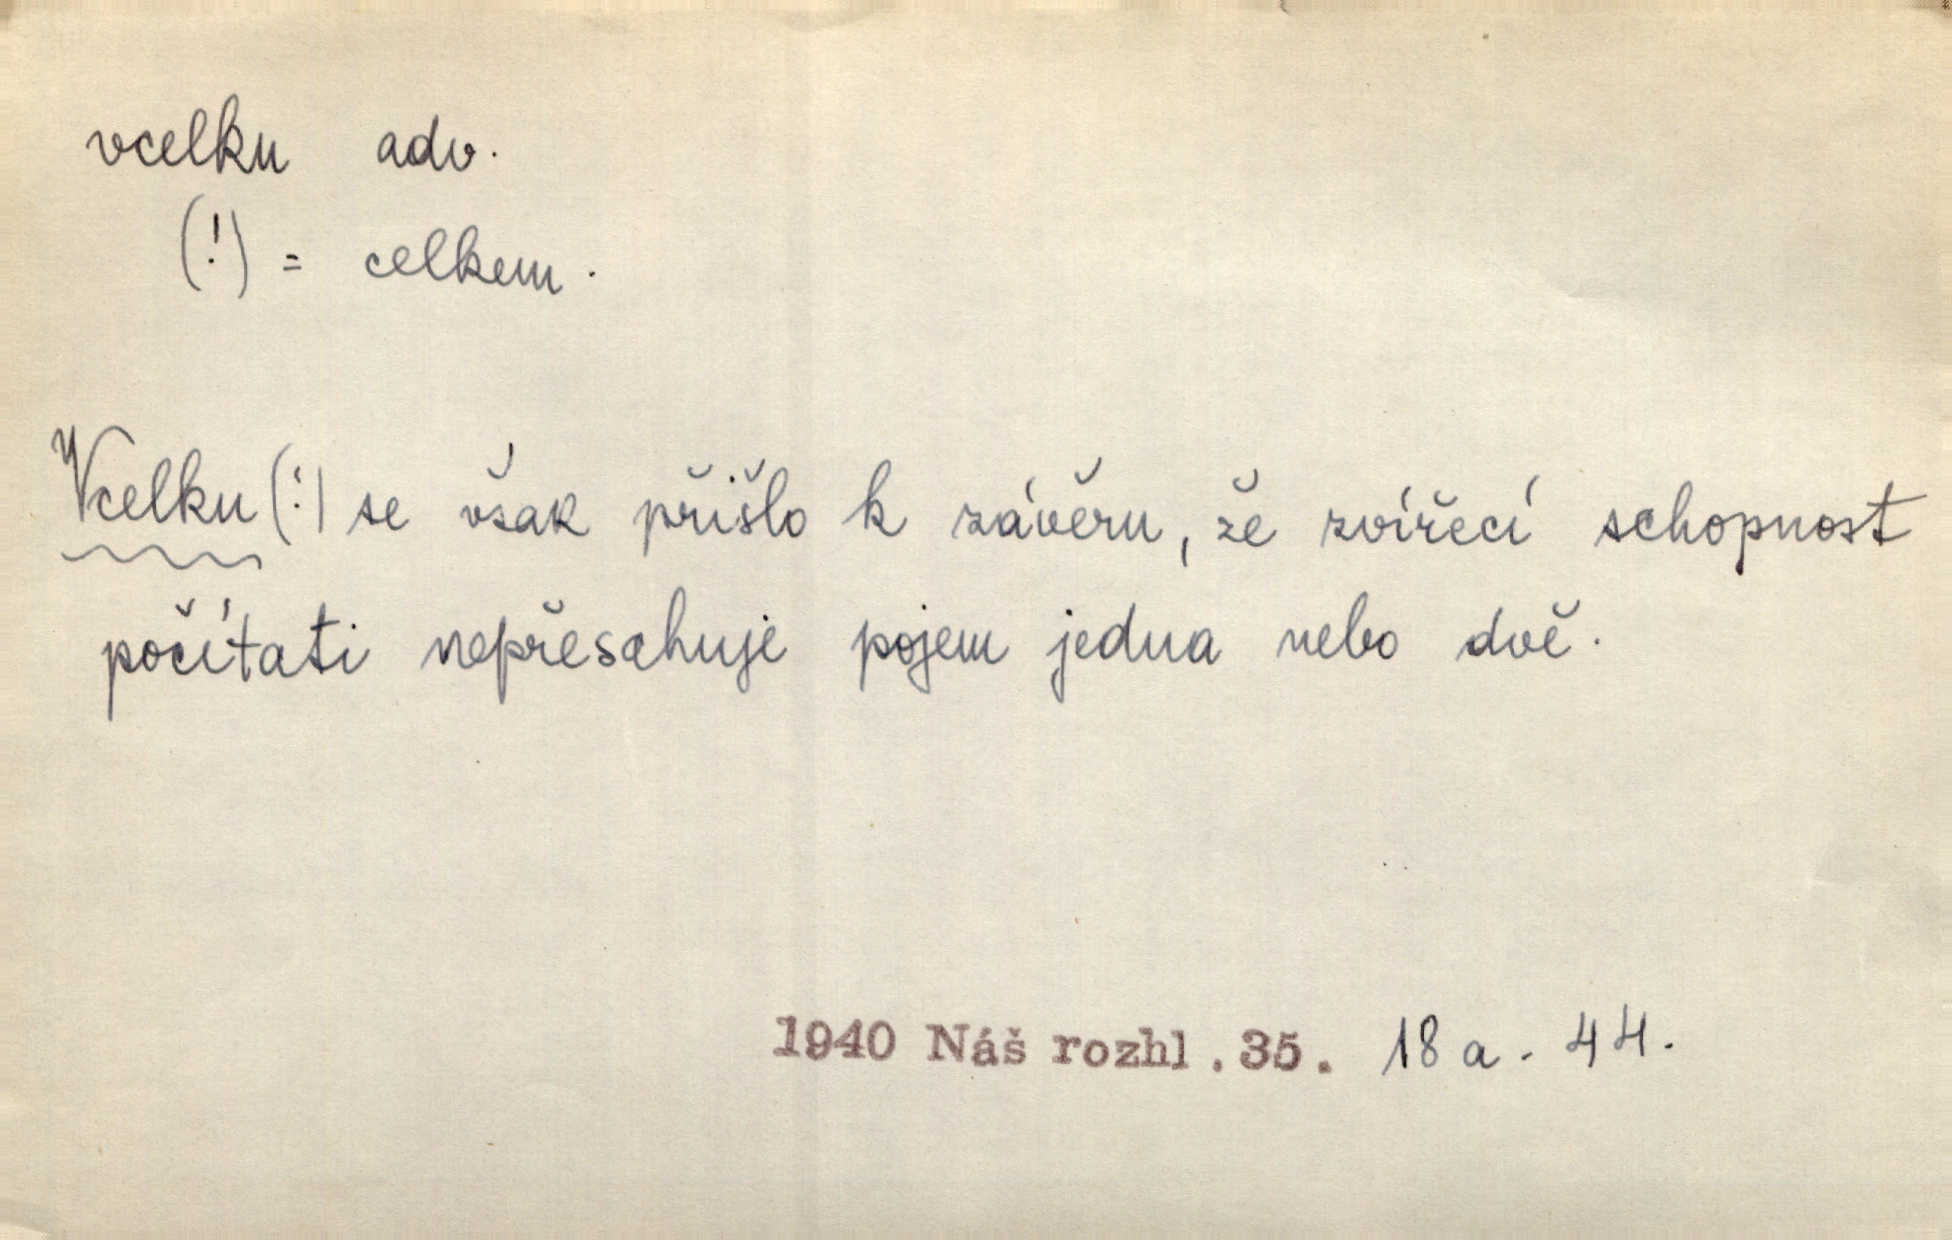 vcelku adv.
(!) = celkem.
Vcelku (!) se však přišlo k závěru, že zvířecí schopnost
počítati nepřesahuje pojem jedna nebo dvě.
1940 Náš rozhl. 35. 18 a - 44.